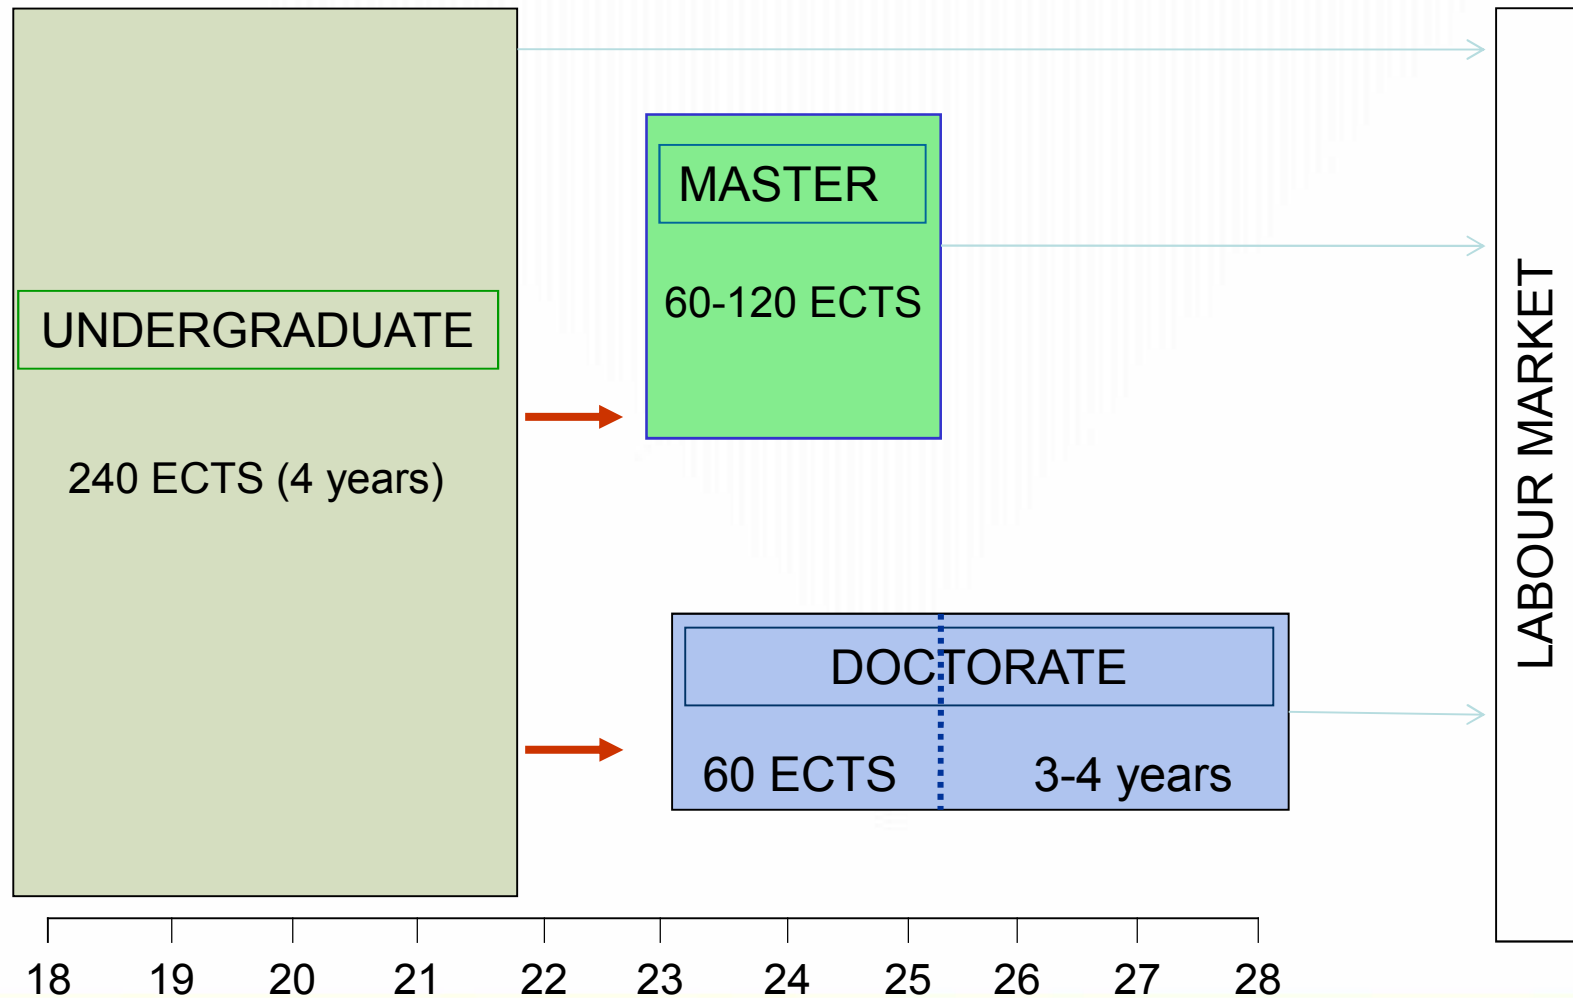 MASTER
60-120 ECTS
UNDERGRADUATE
240 ECTS (4 years)
DOCTORATE
60 ECTS
3-4 years
LABOUR MARKET
18 19 20 21 22 23 24 25 26 27 28